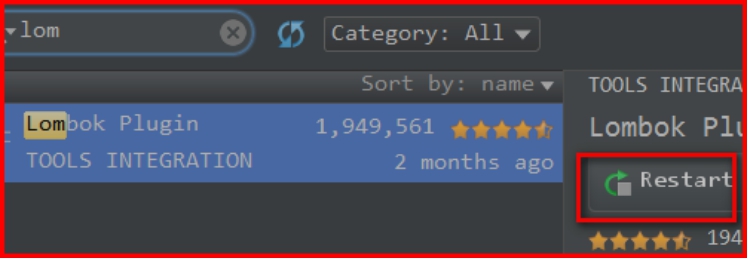 lom
Category: All
Sort by: name
Lombok Plugin 1,949,561
TOOLS INTEGRATION 2 months ago
TOOLS INTEGRA
Lombok Plu
Restart
194